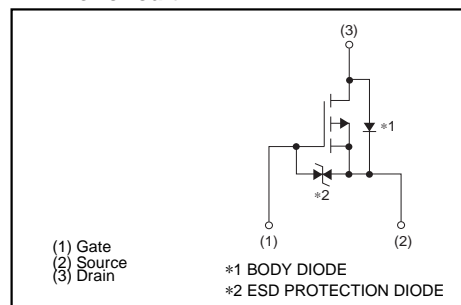 (3)
∗1
∗2
(1)
(2)
(1) Gate
(2) Source
(3) Drain
∗1 BODY DIODE
∗2 ESD PROTECTION DIODE